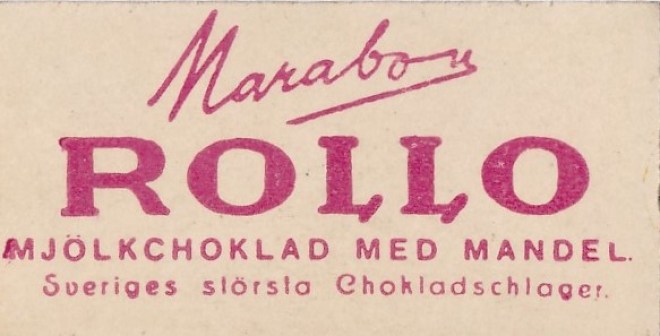 Marabou
ROLLO
MJÖLKCHOKLAD MED MANDEL.
Sveriges största Chokladschlager.